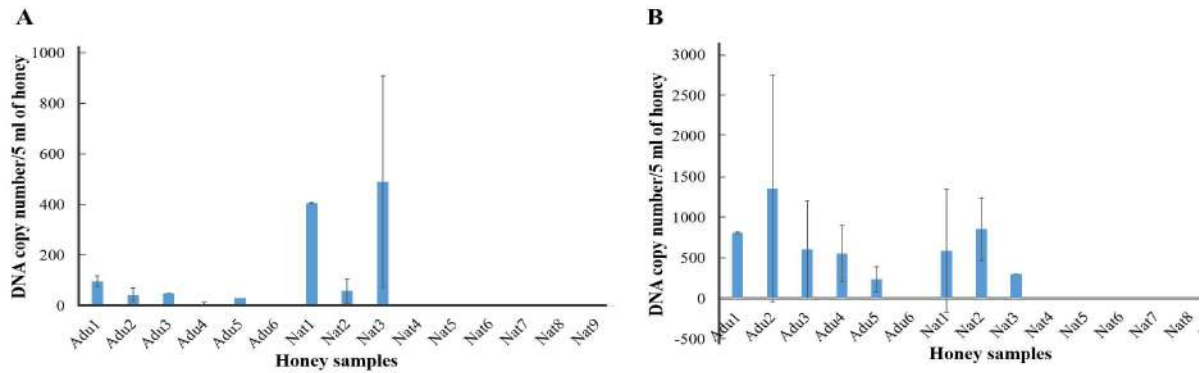 A
DNA copy number/5 ml of honey
1000
800
600
400
200
0
Adu1 Adu2 Adu3 Adu4 Adu5 Adu6 Nat1 Nat2 Nat3 Nat4 Nat5 Nat6 Nat7 Nat8 Nat9
Honey samples
B
DNA copy number/5 ml of honey
3000
2500
2000
1500
1000
500
0
-500
Adu1 Adu2 Adu3 Adu4 Adu5 Adu6 Nat1 Nat2 Nat3 Nat4 Nat5 Nat6 Nat7 Nat8
Honey samples